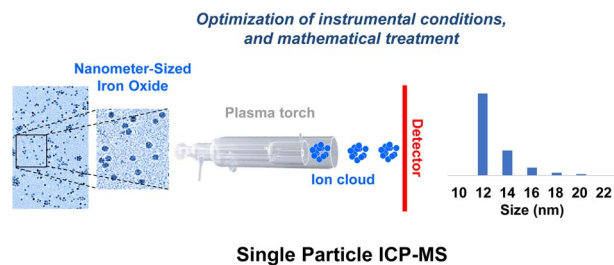 Optimization of instrumental conditions,
and mathematical treatment
Nanometer-Sized
Iron Oxide
Plasma torch
Ion cloud
Detector
10 12 14 16 18 20 22
Size (nm)
Single Particle ICP-MS